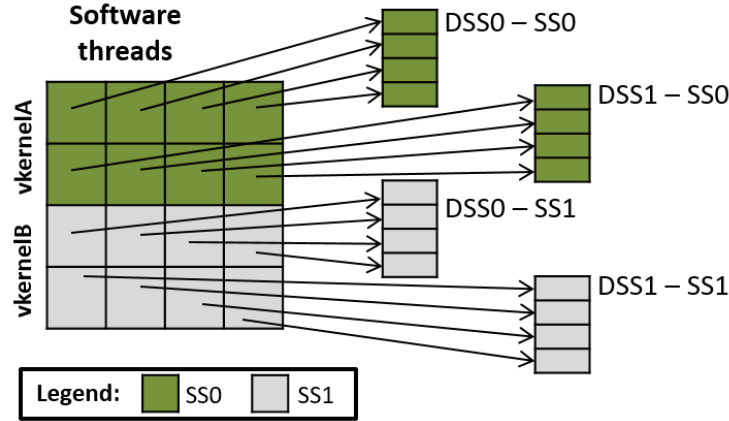 Software
threads
DSS0 – SS0
DSS1 – SS0
vkernelA
DSS0 – SS1
vkernelB
DSS1 – SS1
Legend: SS0 SS1